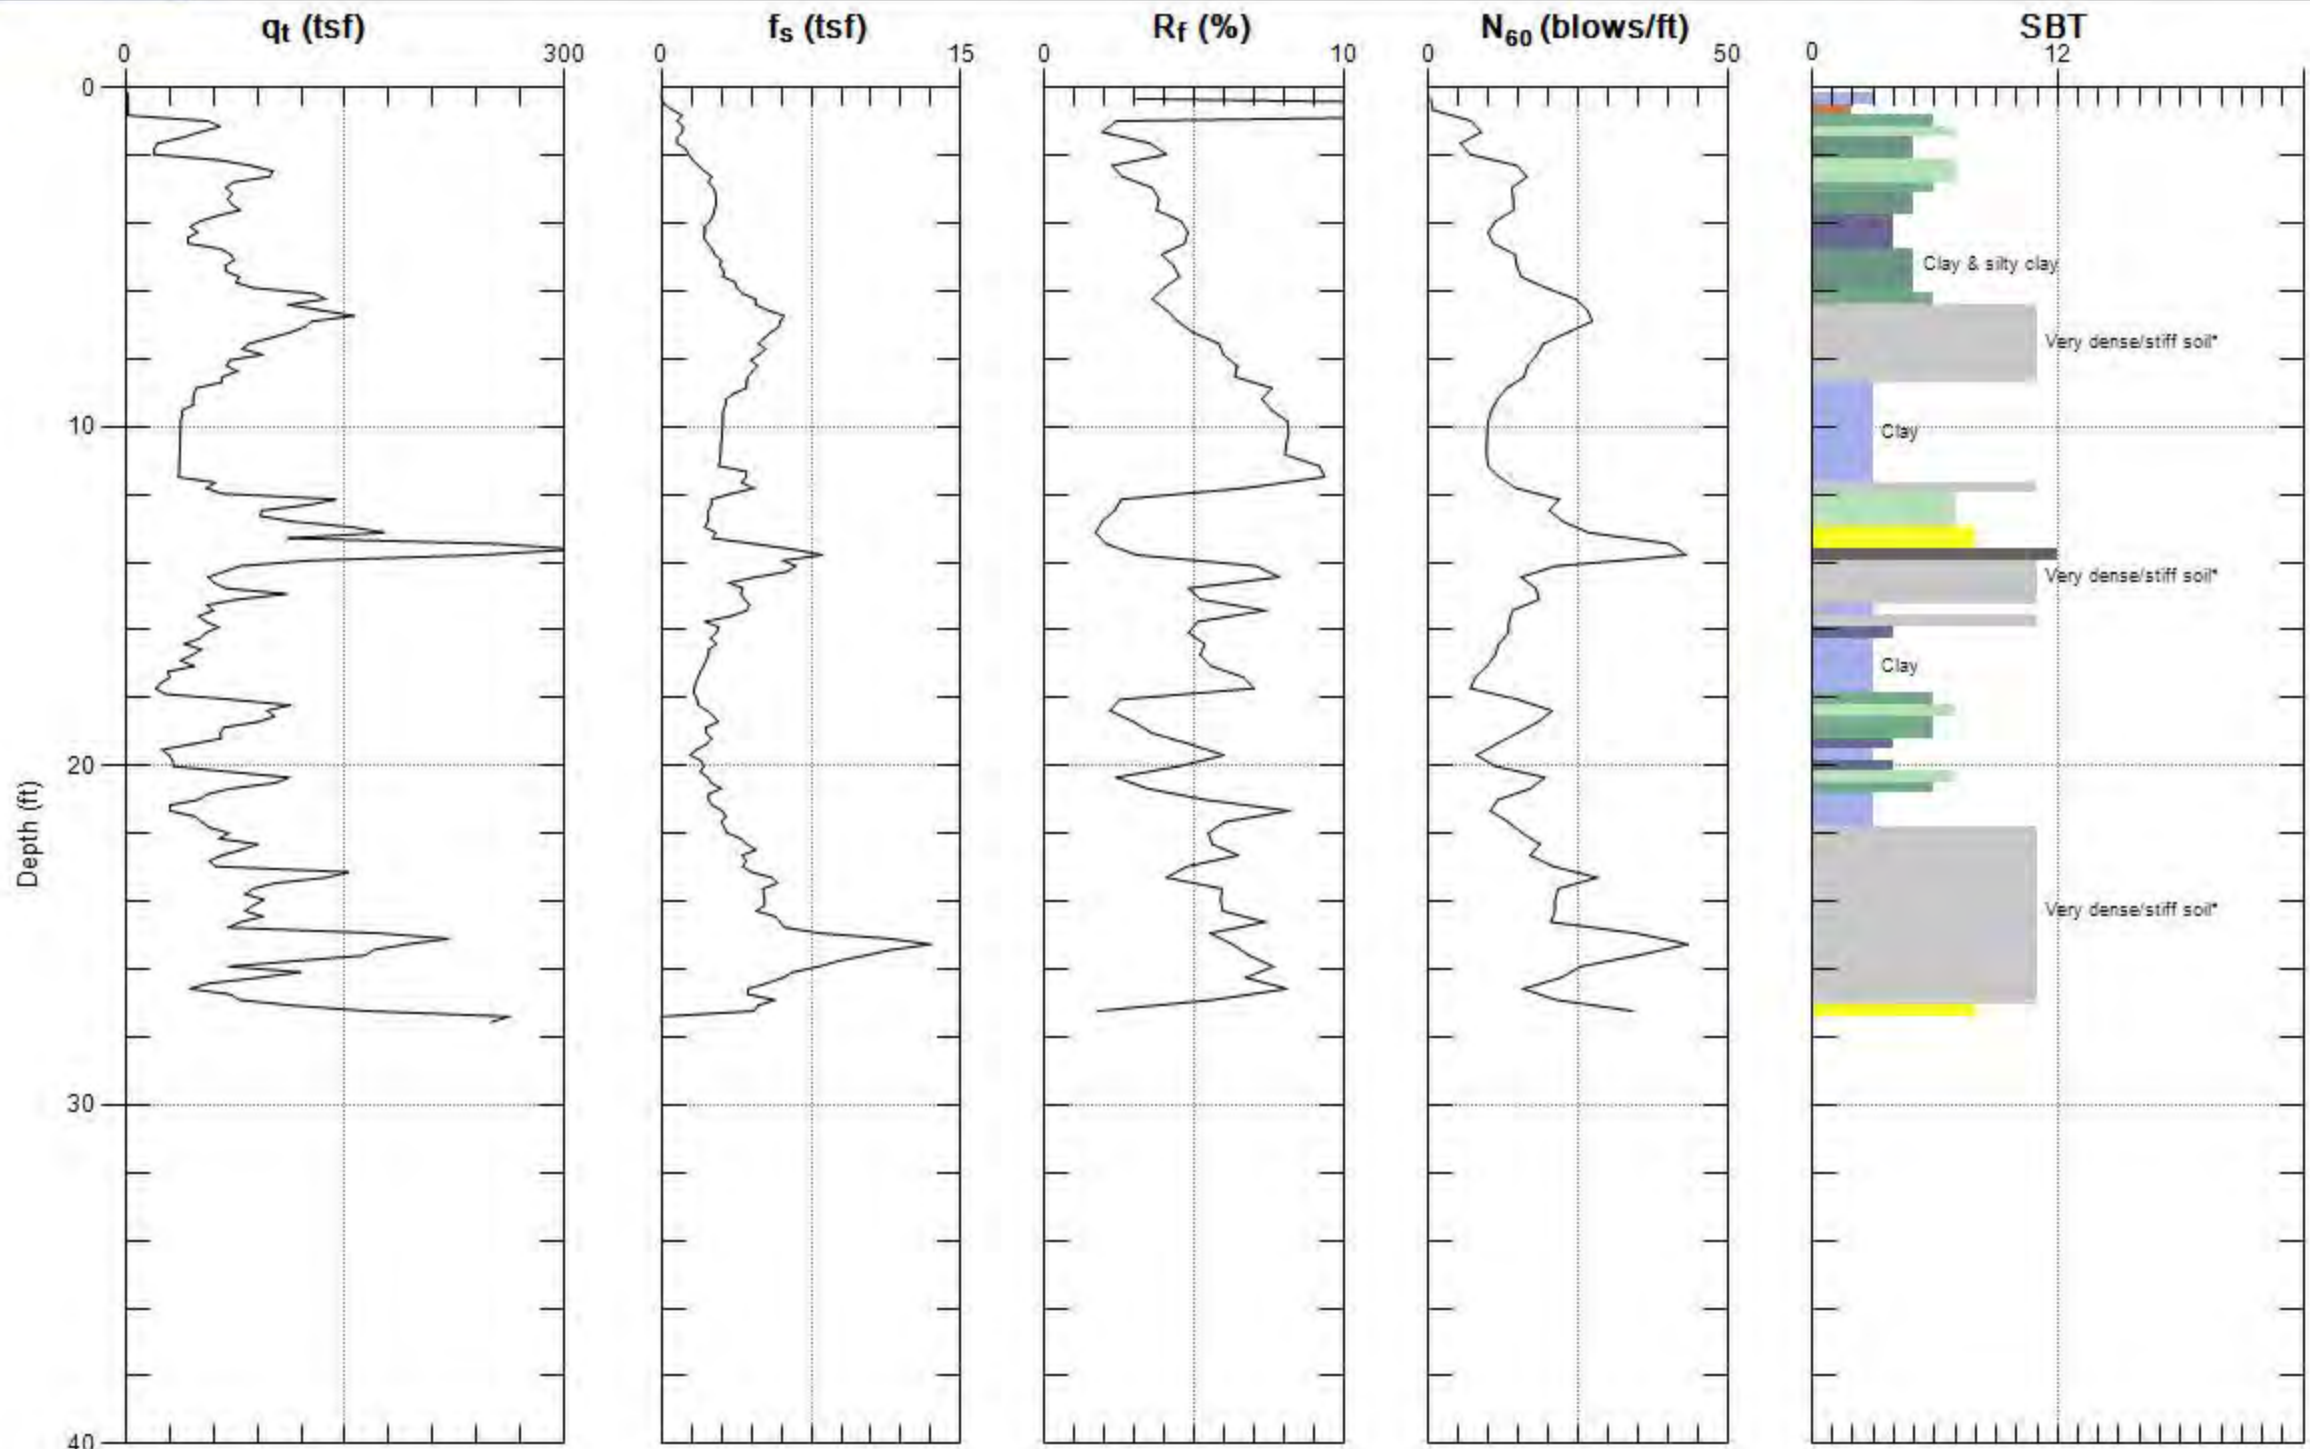 qt (tsf) fs (tsf) Rf (%) N60 (blows/ft) SBT
0 300 0 15 0 10 0 50 0 12
0
Clay & silty clay
Very dense/stiff soil*
10
Clay
Very dense/stiff soil*
Clay
20
Depth (ft)
Very dense/stiff soil*
30
40